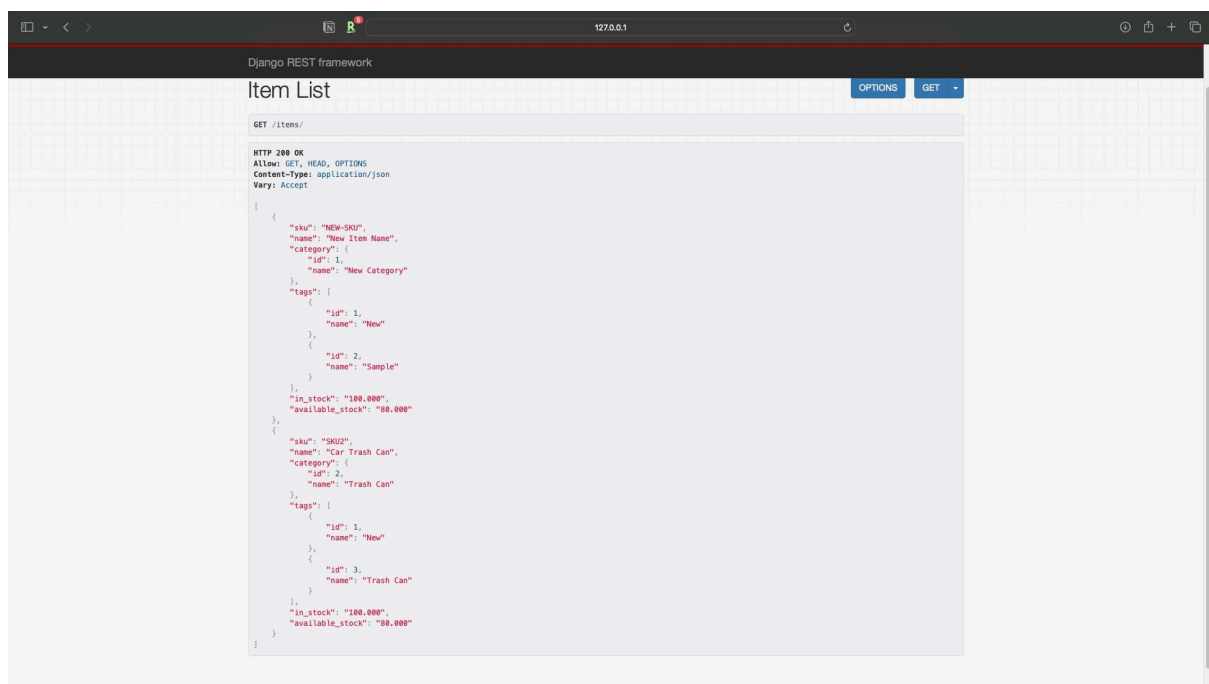 5
127.0.0.1
Django REST framework
Item List
OPTIONS GET
GET /items/
HTTP 200 OK
Allow: GET, HEAD, OPTIONS
Content-Type: application/json
Vary: Accept
[
    {
        "sku": "NEW-SKU",
        "name": "New Item Name",
        "category": {
            "id": 1,
            "name": "New Category"
        },
        "tags": [
            {
                "id": 1,
                "name": "New"
            },
            {
                "id": 2,
                "name": "Sample"
            }
        ],
        "in_stock": "100.000",
        "available_stock": "80.000"
    },
    {
        "sku": "SKU2",
        "name": "Car Trash Can",
        "category": {
            "id": 2,
            "name": "Trash Can"
        },
        "tags": [
            {
                "id": 1,
                "name": "New"
            },
            {
                "id": 3,
                "name": "Trash Can"
            }
        ],
        "in_stock": "100.000",
        "available_stock": "80.000"
    }
]